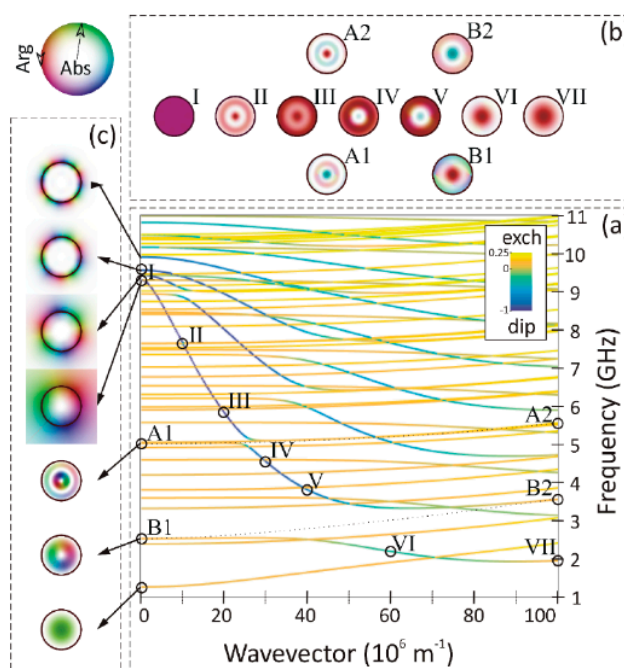 Arg
Abs
(b)
A2
B2
I
II
III
IV
V
VI
VII
A1
B1
(c)
(a)
exch
0.25
0
-1
dip
I
II
III
A1
A2
IV
V
B2
B1
VI
VII
11
10
9
8
7
6
5
4
3
2
1
Frequency (GHz)
0
20
40
60
80
100
Wavevector (10⁶ m⁻¹)